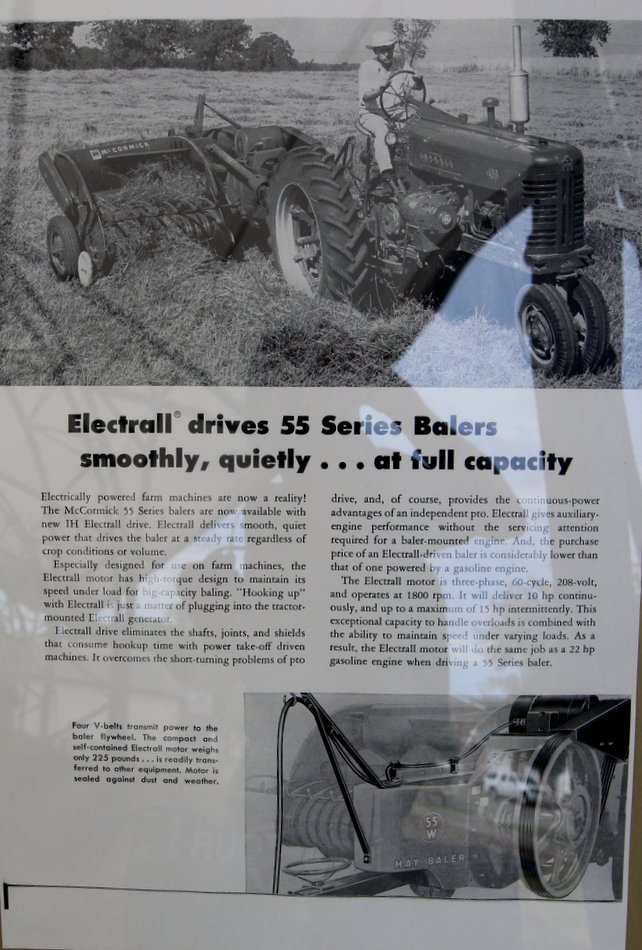 McCORMICK
Electrall® drives 55 Series Balers
smoothly, quietly . . . at full capacity
Electrically powered farm machines are now a reality!
The McCormick 55 Series balers are now available with
new IH Electrall drive. Electrall delivers smooth, quiet
power that drives the baler at a steady rate regardless of
crop conditions or volume.
Especially designed for use on farm machines, the
Electrall motor has high-torque design to maintain its
speed under load for big-capacity baling. "Hooking up"
with Electrall is just a matter of plugging into the tractor-
mounted Electrall generator.
Electrall drive eliminates the shafts, joints, and shields
that consume hookup time with power take-off driven
machines. It overcomes the short-turning problems of pto
drive, and, of course, provides the continuous-power
advantages of an independent pto. Electrall gives auxiliary-
engine performance without the servicing attention
required for a baler-mounted engine. And, the purchase
price of an Electrall-driven baler is considerably lower than
that of one powered by a gasoline engine.
The Electrall motor is three-phase, 60-cycle, 208-volt,
and operates at 1800 rpm. It will deliver 10 hp continu-
ously, and up to a maximum of 15 hp intermittently. This
exceptional capacity to handle overloads is combined with
the ability to maintain speed under varying loads. As a
result, the Electrall motor will do the same job as a 22 hp
gasoline engine when driving a 55 Series baler.
Four V-belts transmit power to the
baler flywheel. The compact and
self-contained Electrall motor weighs
only 225 pounds . . . is readily trans-
ferred to other equipment. Motor is
sealed against dust and weather.
55
W
HAY BALER